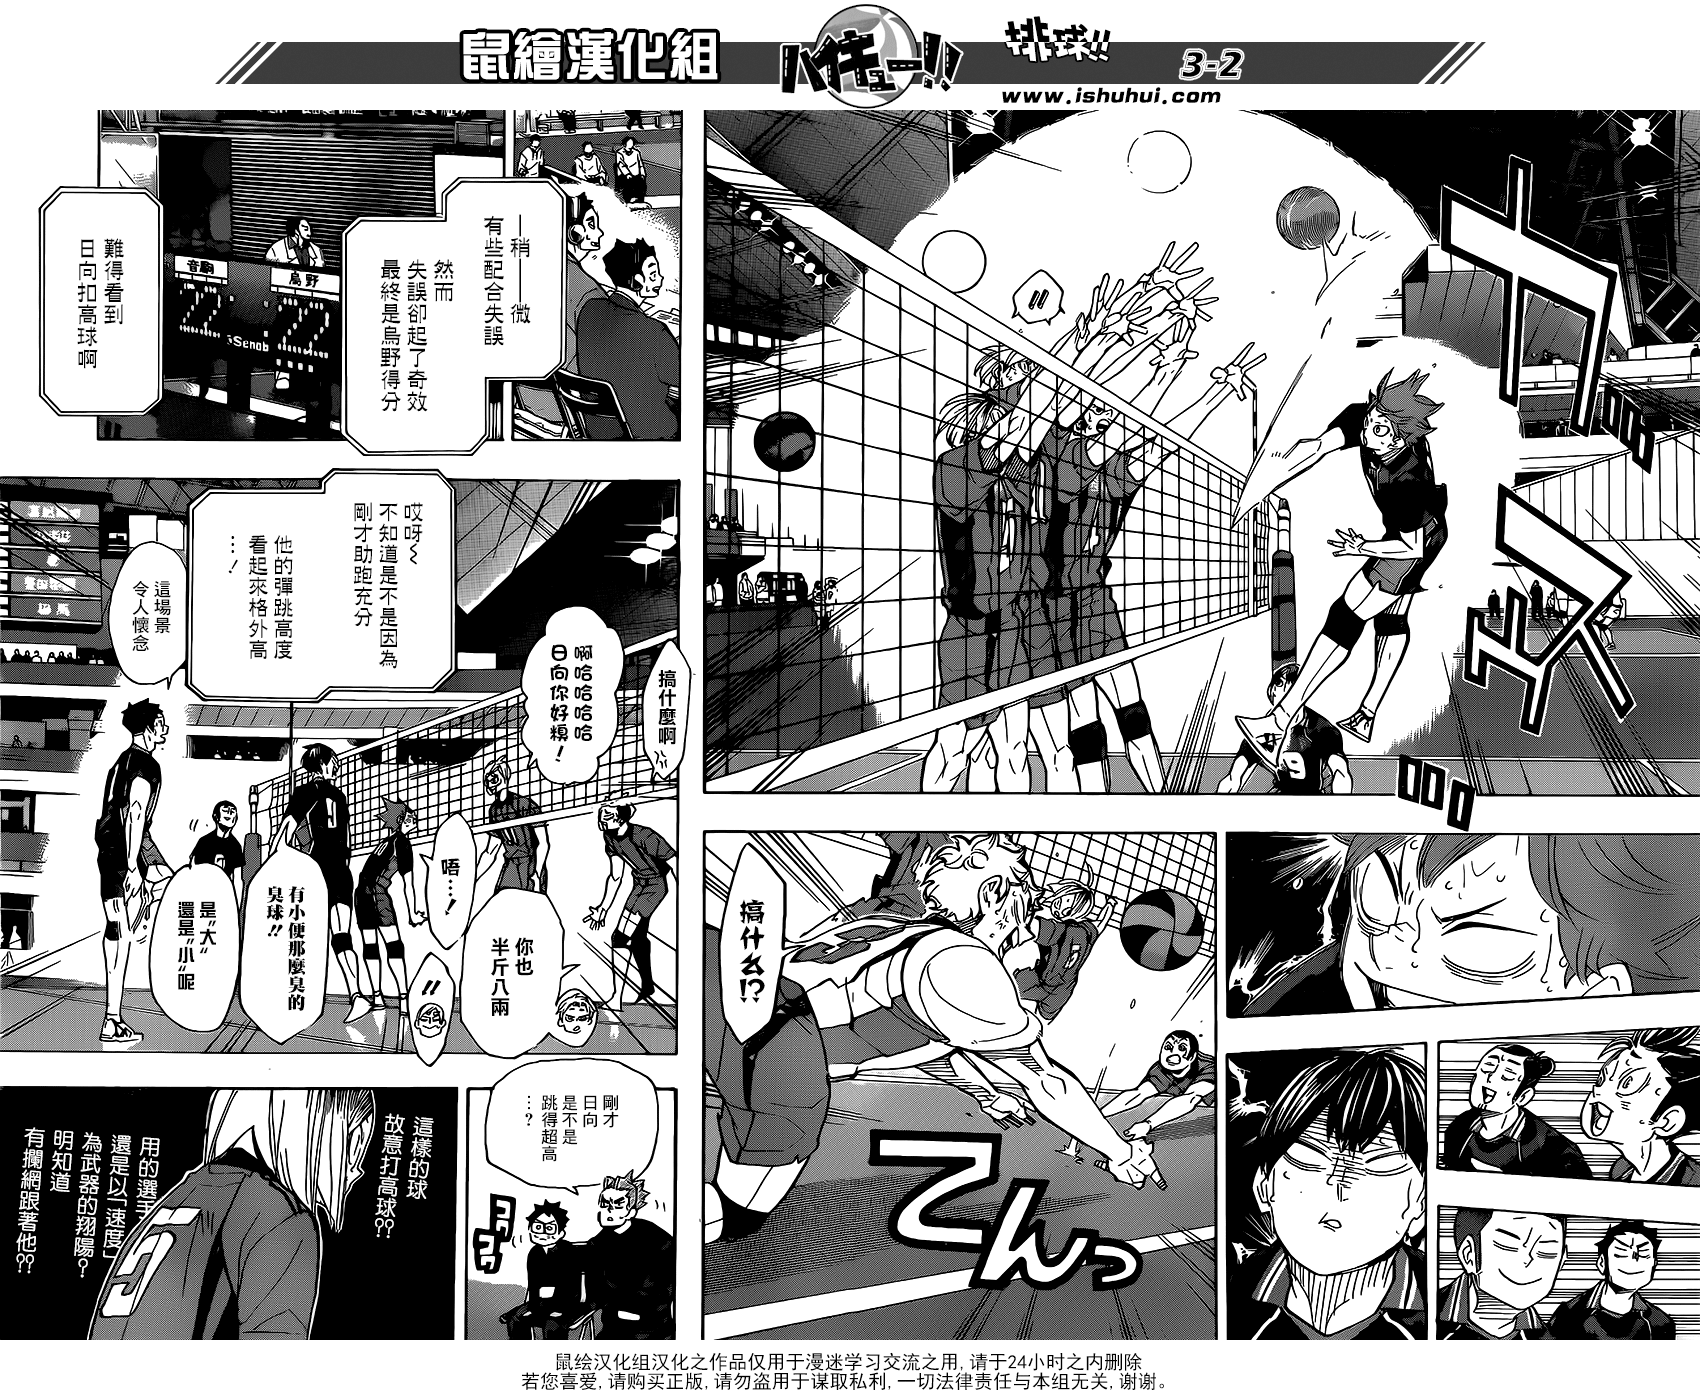 鼠繪漢化組
ハイキュー!!
排球!!
3-2
www.ishuhui.com
!!
搞什么!?
てんっ
一稍——微
有些配合失誤
然而
失誤卻起了奇效
最終是烏野得分
難得看到
日向扣高球啊
音駒
烏野
22
22
Senoh
哎呀~
不知道是不是因為
剛才助跑充分
他的彈跳高度
看起來格外高
…!
這場景
令人懷念
搞什麼啊
啊哈哈哈哈
日向你好糗!
唔…!
你也
半斤八兩
有小便那麼臭的
臭球!!
是"大"
還是"小"呢
剛才
日向
是不是
跳得超高
…?
コク
コク
這樣的球
故意打高球??
用的選手
還是以「速度」
為武器的翔陽?
明知道
有攔網跟著他??
5
鼠绘汉化组汉化之作品仅用于漫迷学习交流之用,请于24小时之内删除
若您喜爱,请购买正版,请勿盗用于谋取私利,一切法律责任与本组无关,谢谢。